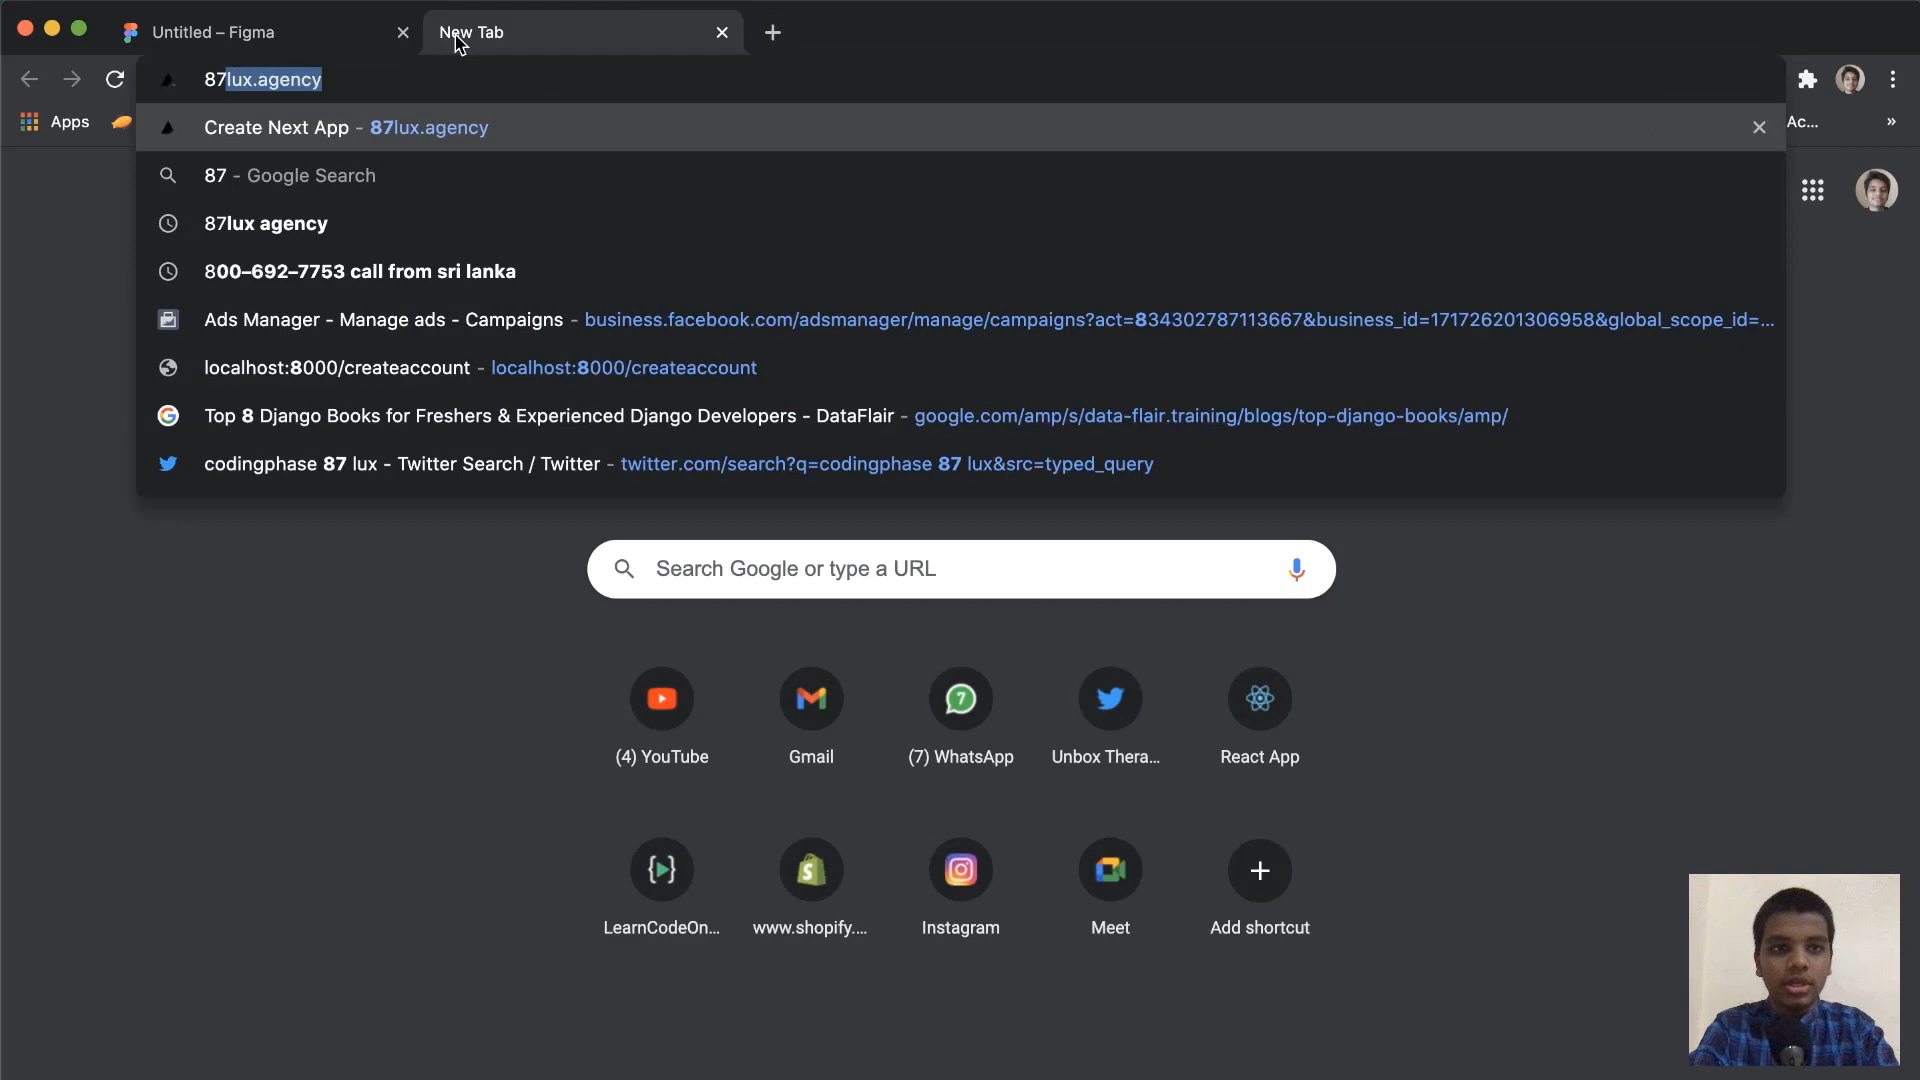 Untitled – Figma
New Tab
87lux.agency
Apps
Ac...
»
Create Next App - 87lux.agency
87 - Google Search
87lux agency
800–692–7753 call from sri lanka
Ads Manager - Manage ads - Campaigns - business.facebook.com/adsmanager/manage/campaigns?act=834302787113667&business_id=171726201306958&global_scope_id=...
localhost:8000/createaccount - localhost:8000/createaccount
Top 8 Django Books for Freshers & Experienced Django Developers - DataFlair - google.com/amp/s/data-flair.training/blogs/top-django-books/amp/
codingphase 87 lux - Twitter Search / Twitter - twitter.com/search?q=codingphase 87 lux&src=typed_query
Search Google or type a URL
7
(4) YouTube
Gmail
(7) WhatsApp
Unbox Thera...
React App
LearnCodeOn...
www.shopify....
Instagram
Meet
Add shortcut